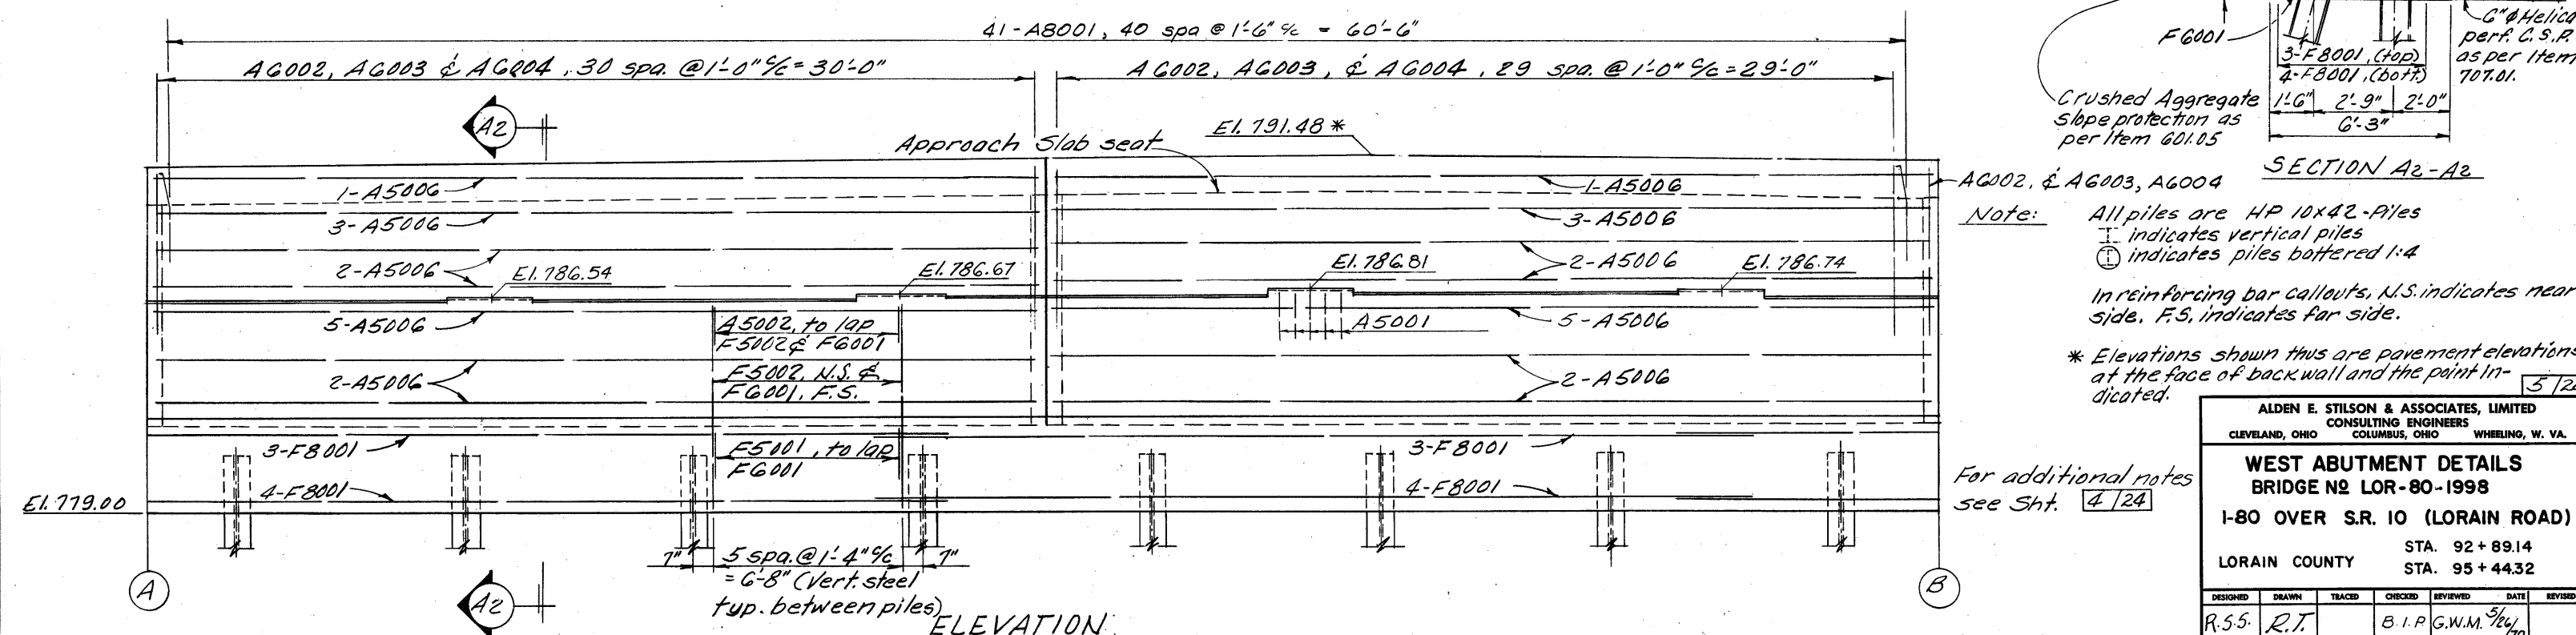 41-A8001, 40 spa @ 1'-6" c/c = 60'-6"
A6002, A6003 & A6004, 30 spa. @ 1'-0" c/c = 30'-0"
A6002, A6003, & A6004, 29 spa. @ 1'-0" c/c = 29'-0"
A2
Approach Slab seat
El. 791.48 *
1-A5006
3-A5006
2-A5006
El. 786.54
El. 786.67
5-A5006
A5002, to lap
F5002 & F6001
2-A5006
F5002, N.S. &
F6001, F.S.
3-F8001
F5001, to lap
F6001
4-F8001
El. 779.00
1-A5006
3-A5006
2-A5006
El. 786.81
El. 786.74
A5001
5-A5006
2-A5006
3-F8001
4-F8001
7"
5 spa. @ 1'-4" c/c
= 6'-8" (Vert. steel
typ. between piles)
7"
A
A2
B
ELEVATION
F6001
6"ø
perf. C.S.P.
as per Item
707.01.
3-F8001, (top)
4-F8001, (bott)
1'-6" 2'-9" 2'-0"
6'-3"
Crushed Aggregate
slope protection as
per Item 601.05
SECTION A2-A2
A6002, & A6003, A6004
Note: All piles are HP 10x42-Piles
I indicates vertical piles
indicates piles battered 1:4
In reinforcing bar callouts, N.S. indicates near
side. F.S. indicates far side.
* Elevations shown thus are pavement elevations
at the face of backwall and the point in-
dicated.
For additional notes
see Sht. 4/24
ALDEN E. STILSON & ASSOCIATES, LIMITED
CONSULTING ENGINEERS
CLEVELAND, OHIO COLUMBUS, OHIO WHEELING, W. VA.
WEST ABUTMENT DETAILS
BRIDGE Nº LOR-80-1998
I-80 OVER S.R. 10 (LORAIN ROAD)
LORAIN COUNTY
STA. 92+89.14
STA. 95+44.32
DESIGNED DRAWN TRACED CHECKED REVIEWED DATE REVISED
R.S.S. R.T. B.I.P. G.W.M. 5/26/70